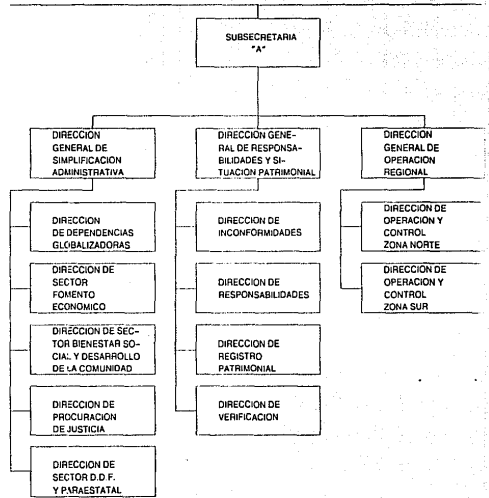 SUBSECRETARIA
"A"
DIRECCION
GENERAL DE
SIMPLIFICACION
ADMINISTRATIVA
DIRECCION GENE-
RAL DE RESPONSA-
BILIDADES Y SI-
TUACION PATRIMONIAL
DIRECCION
GENERAL DE
OPERACION
REGIONAL
DIRECCION
DE DEPENDENCIAS
GLOBALIZADORAS
DIRECCION DE
SECTOR
FOMENTO
ECONOMICO
DIRECCION DE SEC-
TOR BIENESTAR SO-
CIAL Y DESARROLLO
DE LA COMUNIDAD
DIRECCION DE
PROCURACION
DE JUSTICIA
DIRECCION DE
SECTOR D.D.F.
Y PARAESTATAL
DIRECCION DE
INCONFORMIDADES
DIRECCION DE
RESPONSABILIDADES
DIRECCION DE
REGISTRO
PATRIMONIAL
DIRECCION DE
VERIFICACION
DIRECCION DE
OPERACION Y
CONTROL
ZONA NORTE
DIRECCION DE
OPERACION Y
CONTROL
ZONA SUR